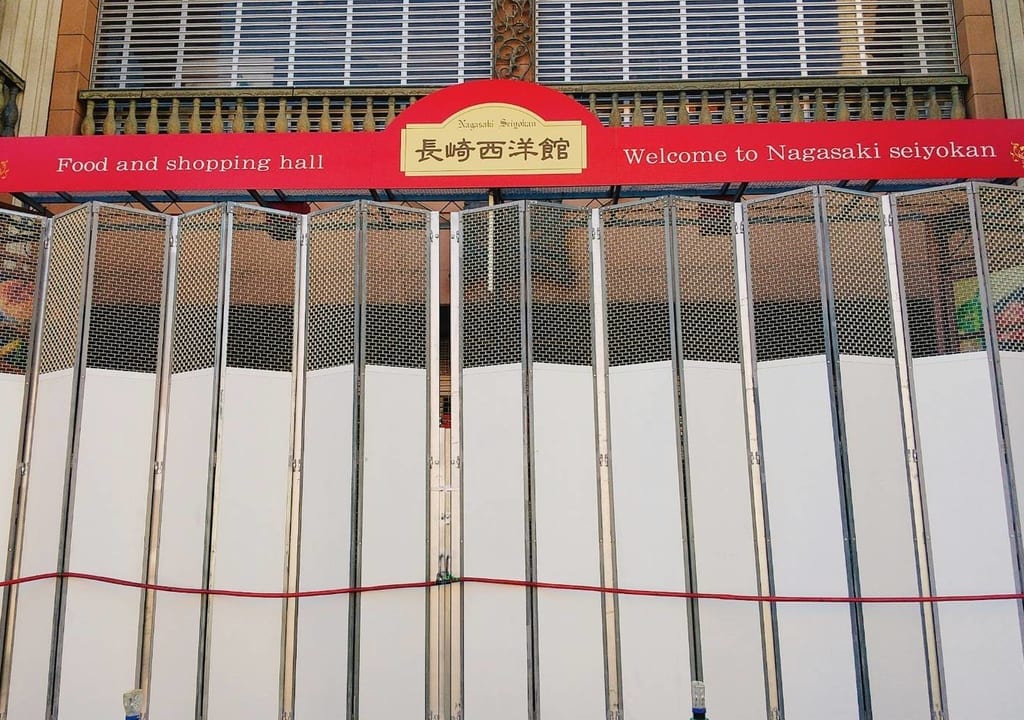 Food and shopping hall
Nagasaki Seiyokan
長崎西洋館
Welcome to Nagasaki seiyokan